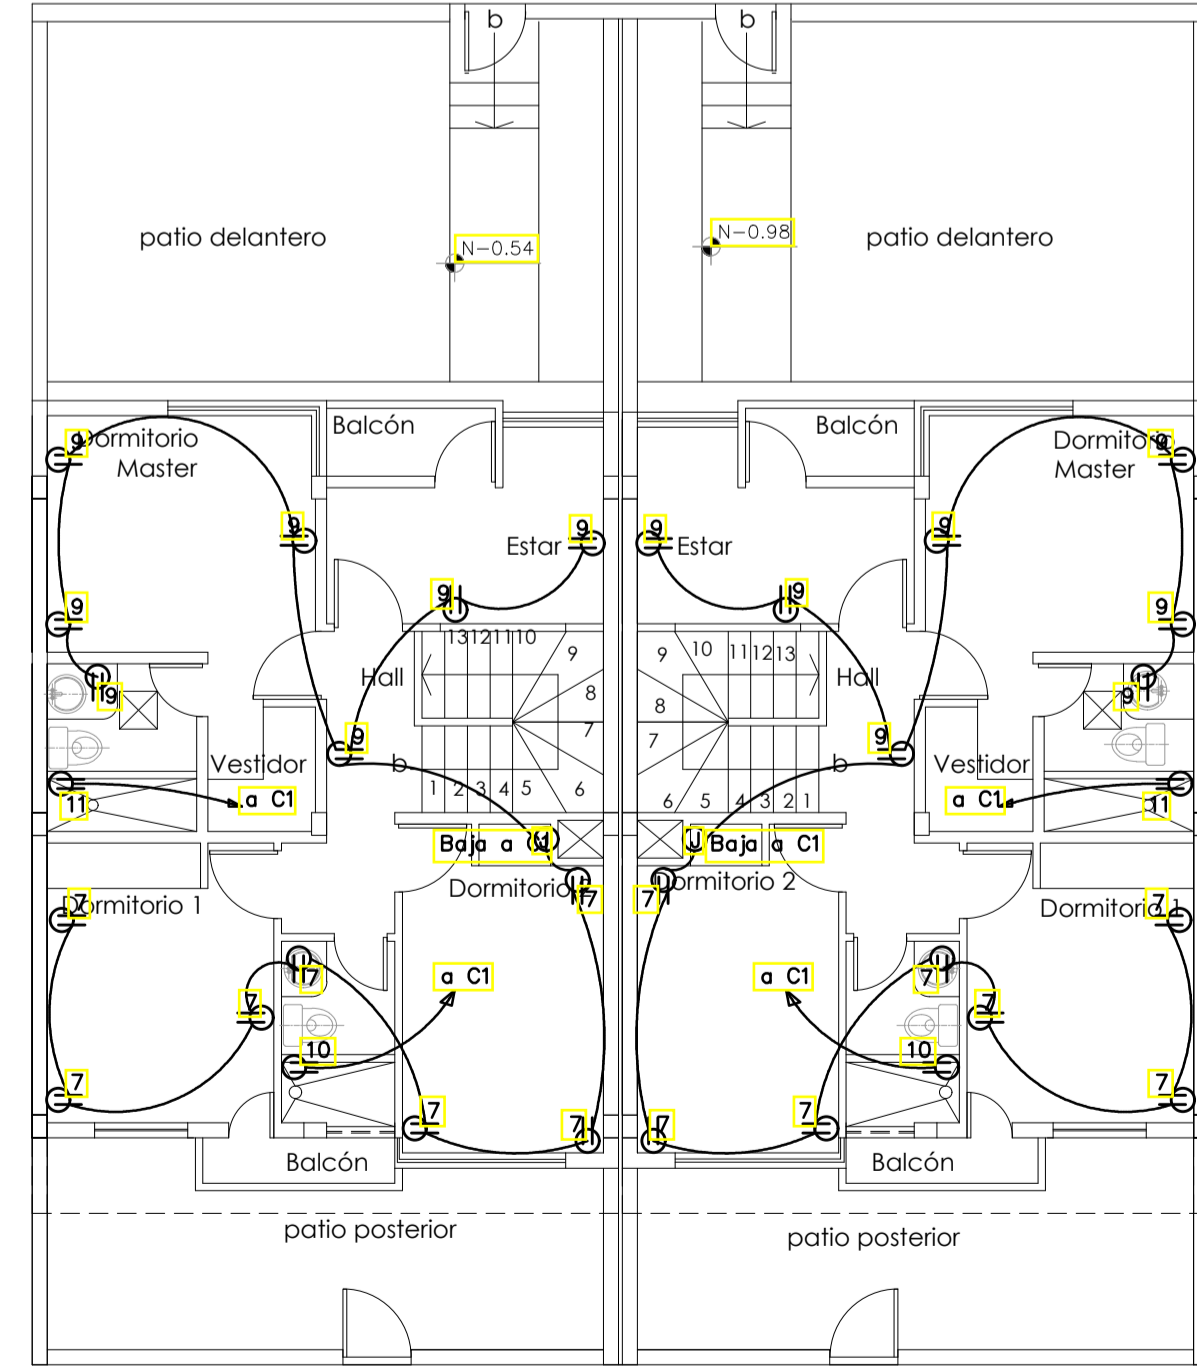 b b
patio delantero N-0.54 N-0.98 patio delantero
Balcón Balcón
9 Dormitorio Dormitorio 9
Master Master
9 9 9 9
Estar Estar
9 9 9 9
13 12 11 10 9 9 10 11 12 13
Hall Hall
9 8 8 9
7 7
9 9
Vestidor b b Vestidor
11 a C1 1 2 3 4 5 6 6 5 4 3 2 1 a C1 11
Baja a C1 Baja a C1
Dormitorio Dormitorio 2
7 Dormitorio 1 7 7 Dormitorio 1 7
7 a C1 a C1 7
7 7
10 10
7 7
7 7 7 7
Balcón Balcón
patio posterior patio posterior